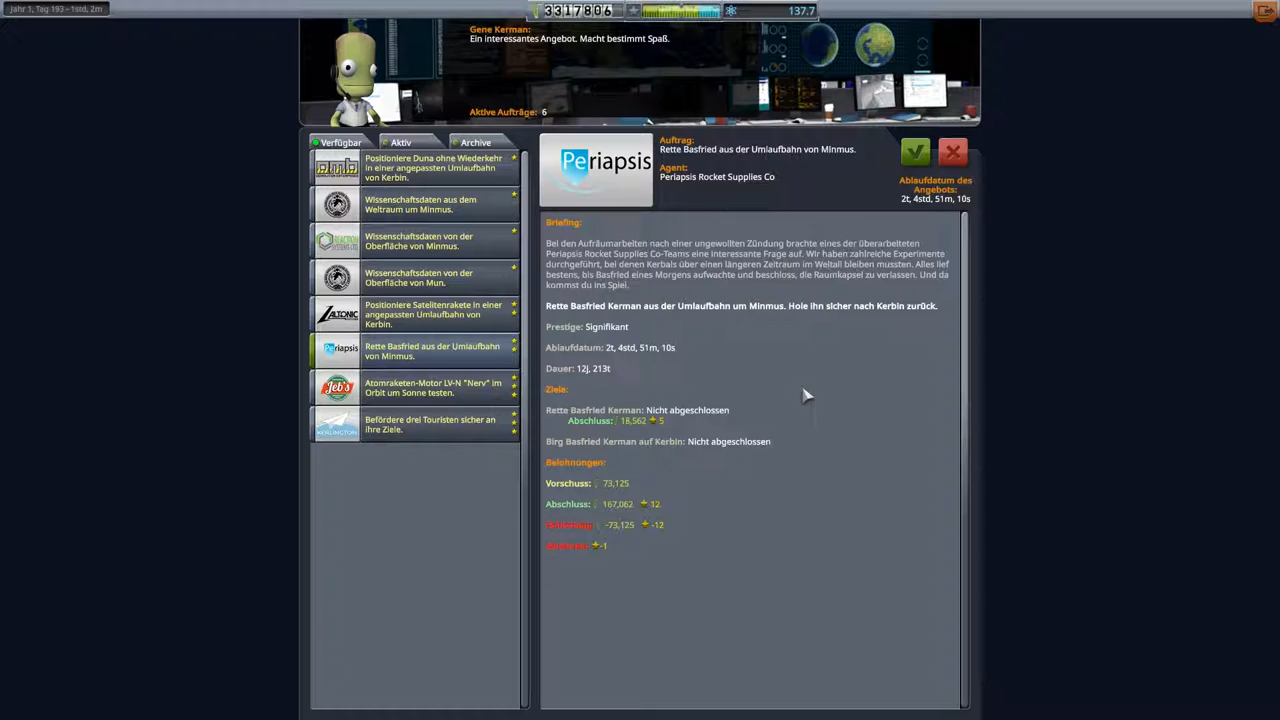 Jahr 1, Tag 193 - 1std, 2m
3317806
137.7
Gene Kerman:
Ein interessantes Angebot. Macht bestimmt Spaß.
Aktive Aufträge: 6
Verfügbar
Aktiv
Archive
Positioniere Duna ohne Wiederkehr
in einer angepassten Umlaufbahn
von Kerbin.
Wissenschaftsdaten aus dem
Weltraum um Minmus.
Wissenschaftsdaten von der
Oberfläche von Minmus.
Wissenschaftsdaten von der
Oberfläche von Mun.
Positioniere Satelitenrakete in einer
angepassten Umlaufbahn von
Kerbin.
Periapsis
Rette Basfried aus der Umlaufbahn
von Minmus.
Jeb's
Atomraketen-Motor LV-N "Nerv" im
Orbit um Sonne testen.
KERLINGTON
Befördere drei Touristen sicher an
ihre Ziele.
Periapsis
Auftrag:
Rette Basfried aus der Umlaufbahn von Minmus.
Agent:
Periapsis Rocket Supplies Co
Ablaufdatum des
Angebots:
2t, 4std, 51m, 10s
Briefing:
Bei den Aufräumarbeiten nach einer ungewollten Zündung brachte eines der überarbeiteten
Periapsis Rocket Supplies Co-Teams eine interessante Frage auf. Wir haben zahlreiche Experimente
durchgeführt, bei denen Kerbals über einen längeren Zeitraum im Weltall bleiben mussten. Alles lief
bestens, bis Basfried eines Morgens aufwachte und beschloss, die Raumkapsel zu verlassen. Und da
kommst du ins Spiel.
Rette Basfried Kerman aus der Umlaufbahn um Minmus. Hole ihn sicher nach Kerbin zurück.
Prestige: Signifikant
Ablaufdatum: 2t, 4std, 51m, 10s
Dauer: 12j, 213t
Ziele:
Rette Basfried Kerman: Nicht abgeschlossen
Abschluss: 18,562 5
Birg Basfried Kerman auf Kerbin: Nicht abgeschlossen
Belohnungen:
Vorschuss: 73,125
Abschluss: 167,062 12
-73,125 -12
-1